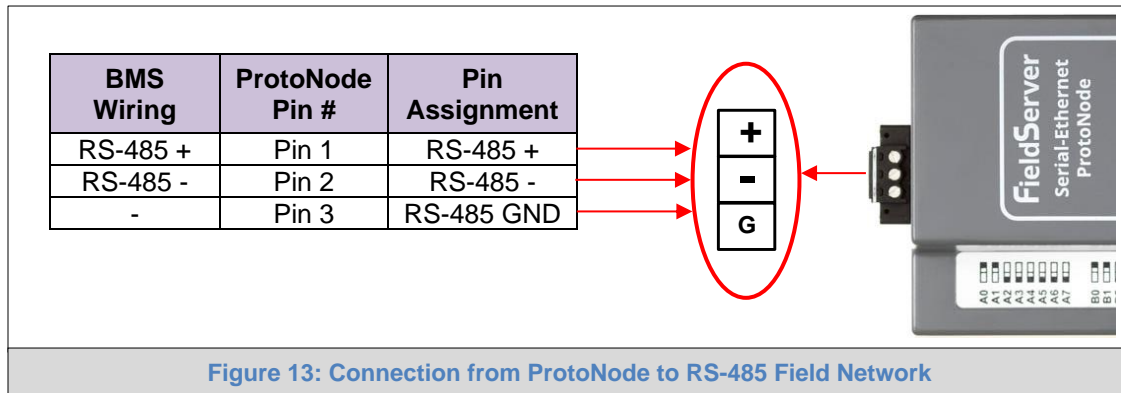 BMS Wiring | ProtoNode Pin # | Pin Assignment
RS-485 + | Pin 1 | RS-485 +
RS-485 - | Pin 2 | RS-485 -
- | Pin 3 | RS-485 GND
+
-
G
FieldServer
Serial-Ethernet
ProtoNode
A0 A1 A2 A3 A4 A5 A6 A7 B0 B1
Figure 13: Connection from ProtoNode to RS-485 Field Network